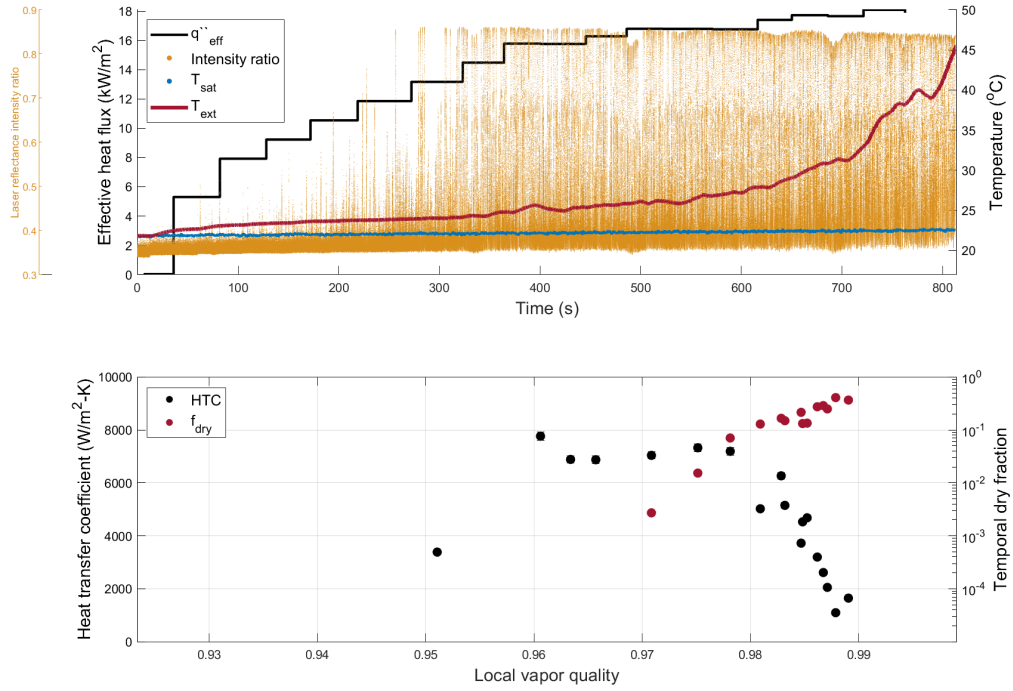 18
16
14
12
10
8
6
4
2
0
0.9
0.8
0.7
0.6
0.5
0.4
0.3
Laser reflectance intensity ratio
Effective heat flux (kW/m²)
q``eff
Intensity ratio
Tsat
Text
50
45
40
35
30
25
20
Temperature (°C)
0 100 200 300 400 500 600 700 800
Time (s)
10000
8000
6000
4000
2000
0
Heat transfer coefficient (W/m²-K)
HTC
fdry
10⁰
10⁻¹
10⁻²
10⁻³
10⁻⁴
Temporal dry fraction
0.93 0.94 0.95 0.96 0.97 0.98 0.99
Local vapor quality